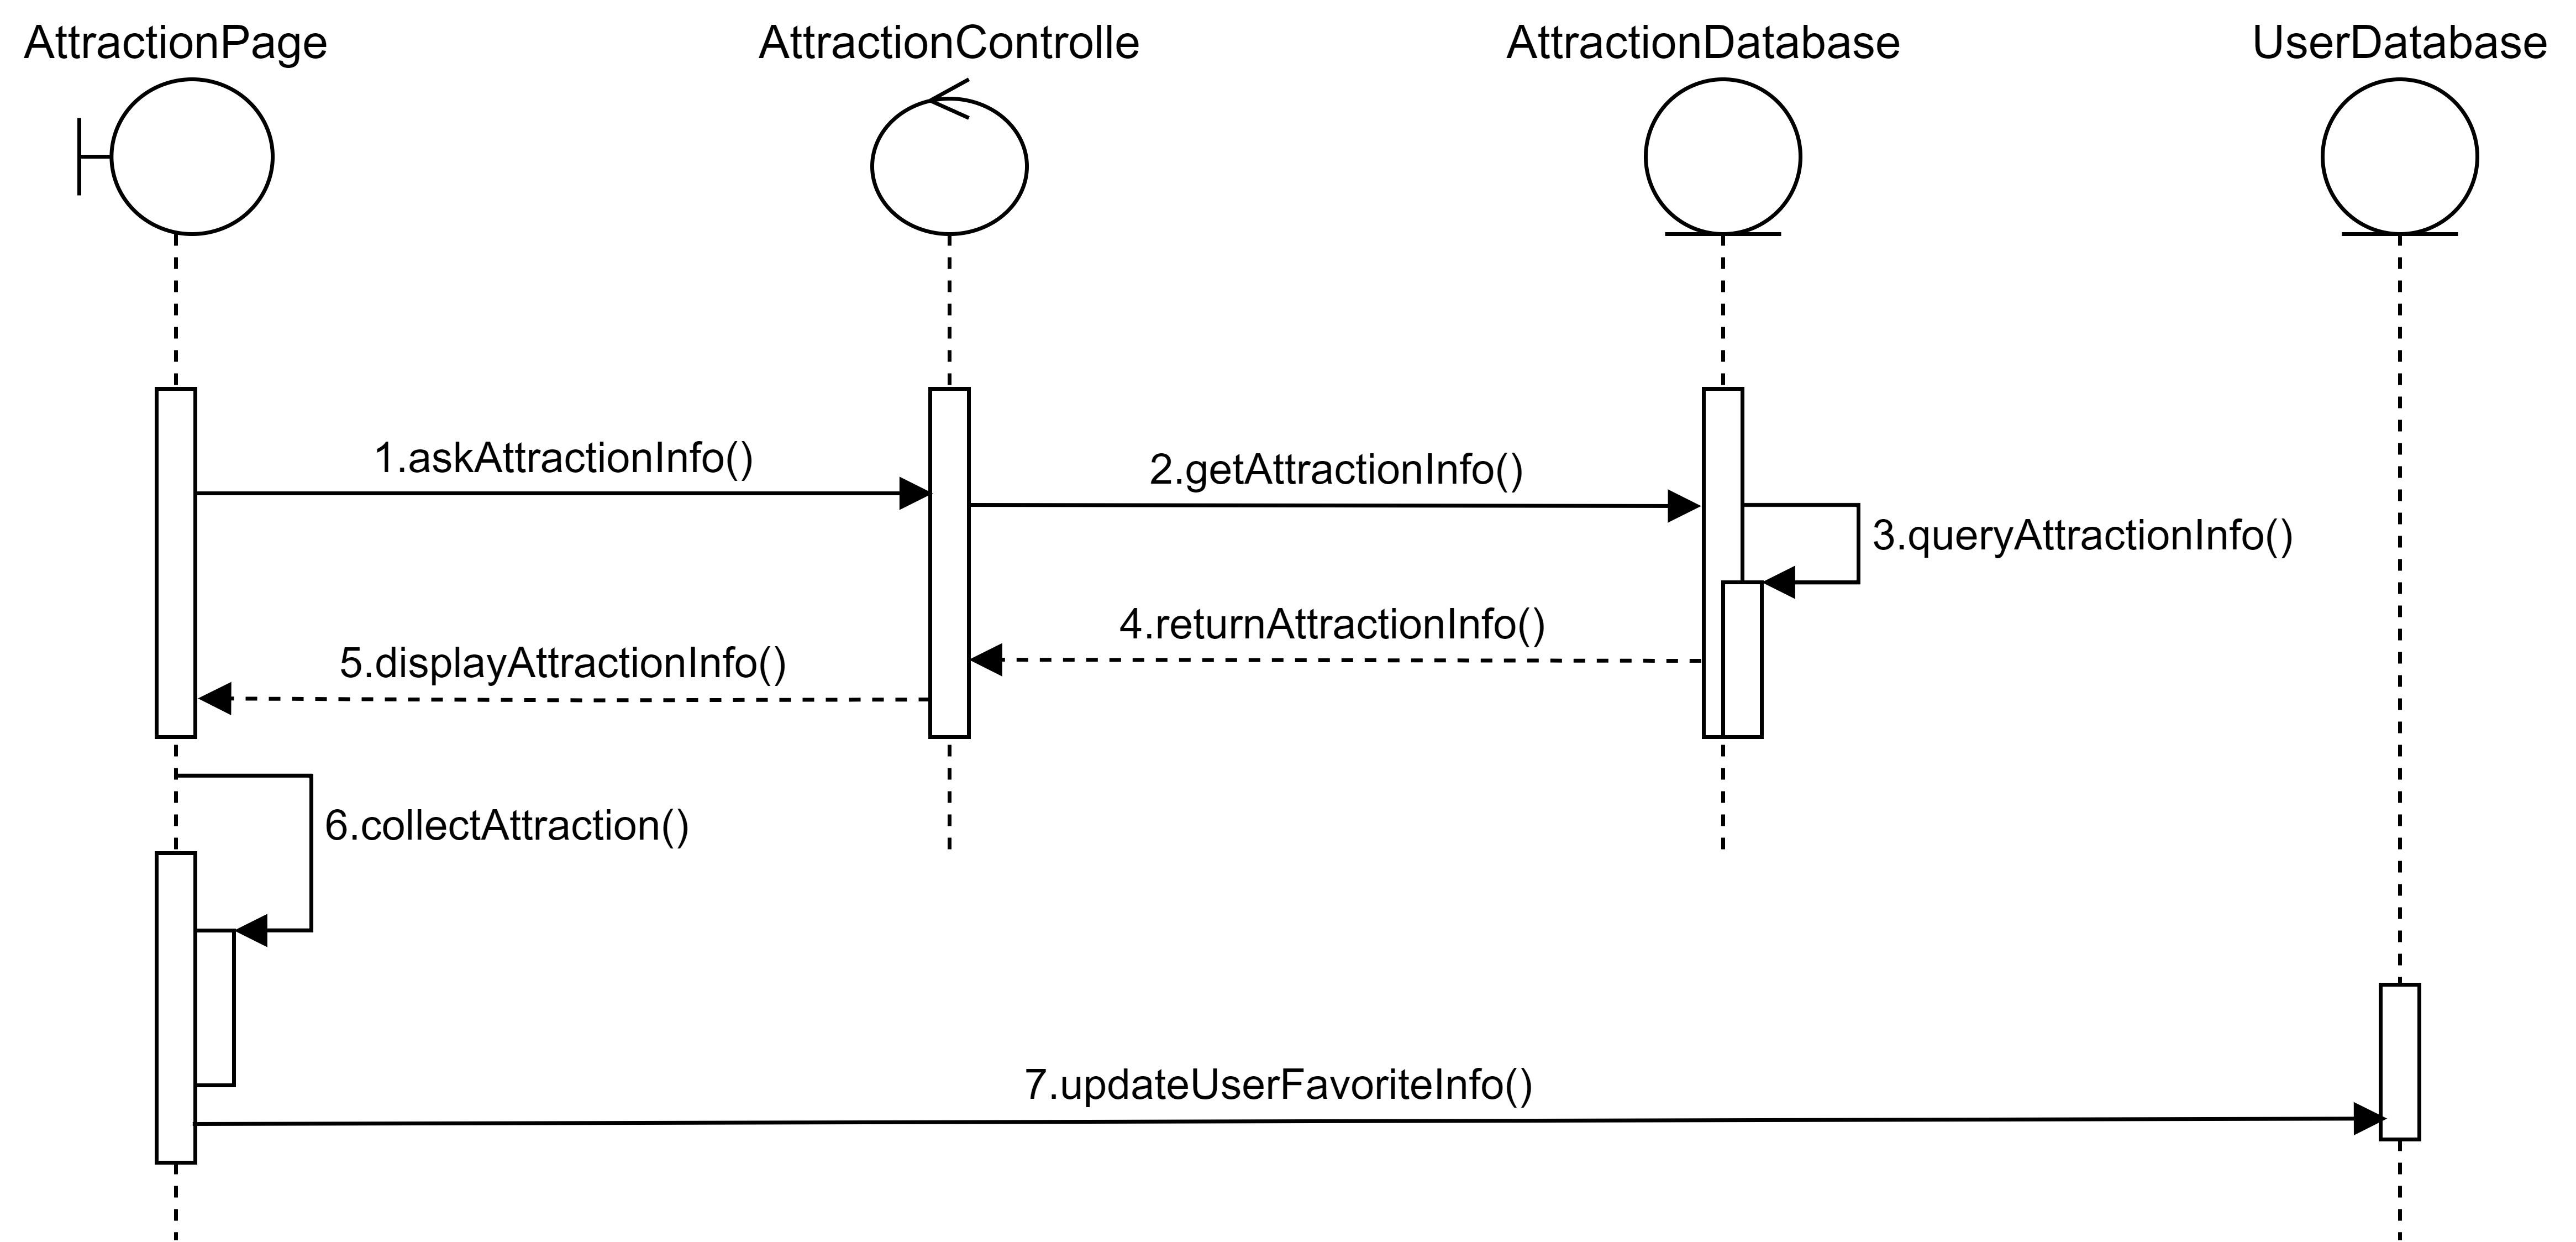 AttractionPage
AttractionControlle
AttractionDatabase
UserDatabase
1.askAttractionInfo()
2.getAttractionInfo()
3.queryAttractionInfo()
4.returnAttractionInfo()
5.displayAttractionInfo()
6.collectAttraction()
7.updateUserFavoriteInfo()